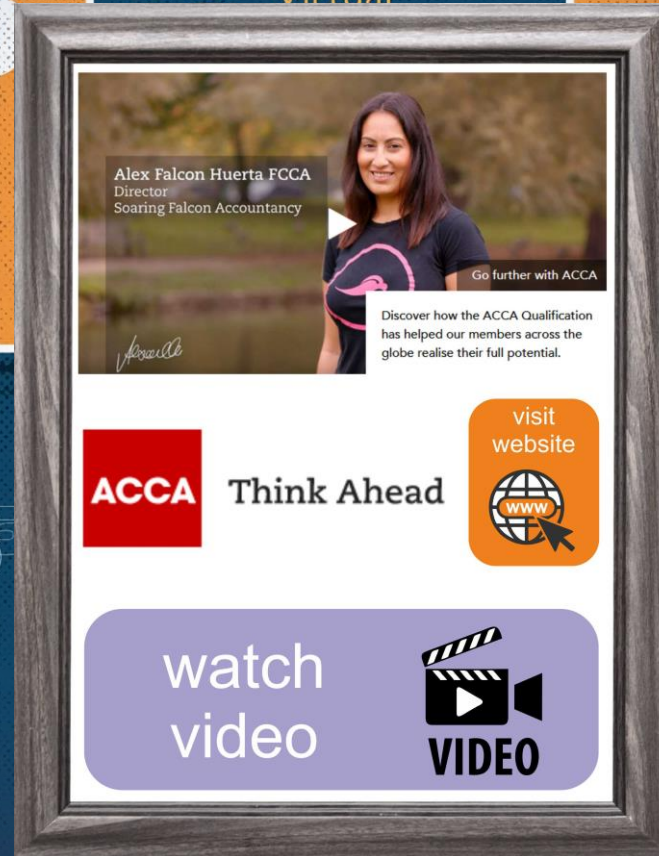 Alex Falcon Huerta FCCA
Director
Soaring Falcon Accountancy
Go further with ACCA
Discover how the ACCA Qualification
has helped our members across the
globe realise their full potential.
ACCA
Think Ahead
visit
website
www
watch
video
VIDEO